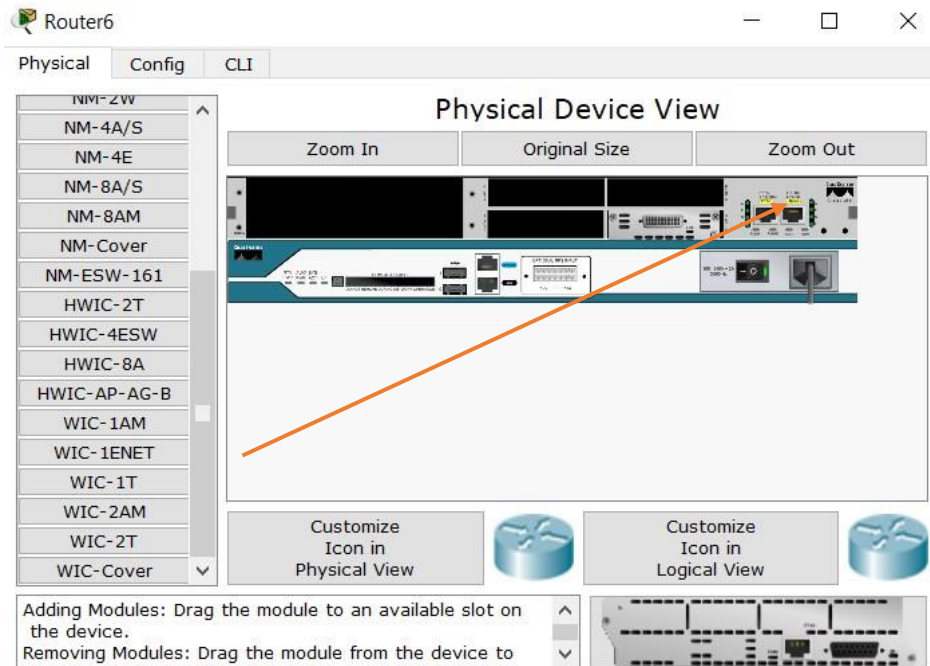 Router6
Physical Config CLI
NM-2W
NM-4A/S
NM-4E
NM-8A/S
NM-8AM
NM-Cover
NM-ESW-161
HWIC-2T
HWIC-4ESW
HWIC-8A
HWIC-AP-AG-B
WIC-1AM
WIC-1ENET
WIC-1T
WIC-2AM
WIC-2T
WIC-Cover
Physical Device View
Zoom In Original Size Zoom Out
Customize
Icon in
Physical View
Customize
Icon in
Logical View
Adding Modules: Drag the module to an available slot on
the device.
Removing Modules: Drag the module from the device to